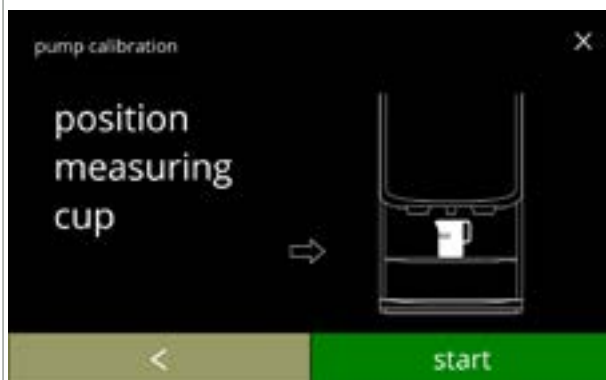 pump calibration
position
measuring
cup
start